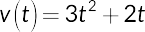 v(t) = 3t² + 2t